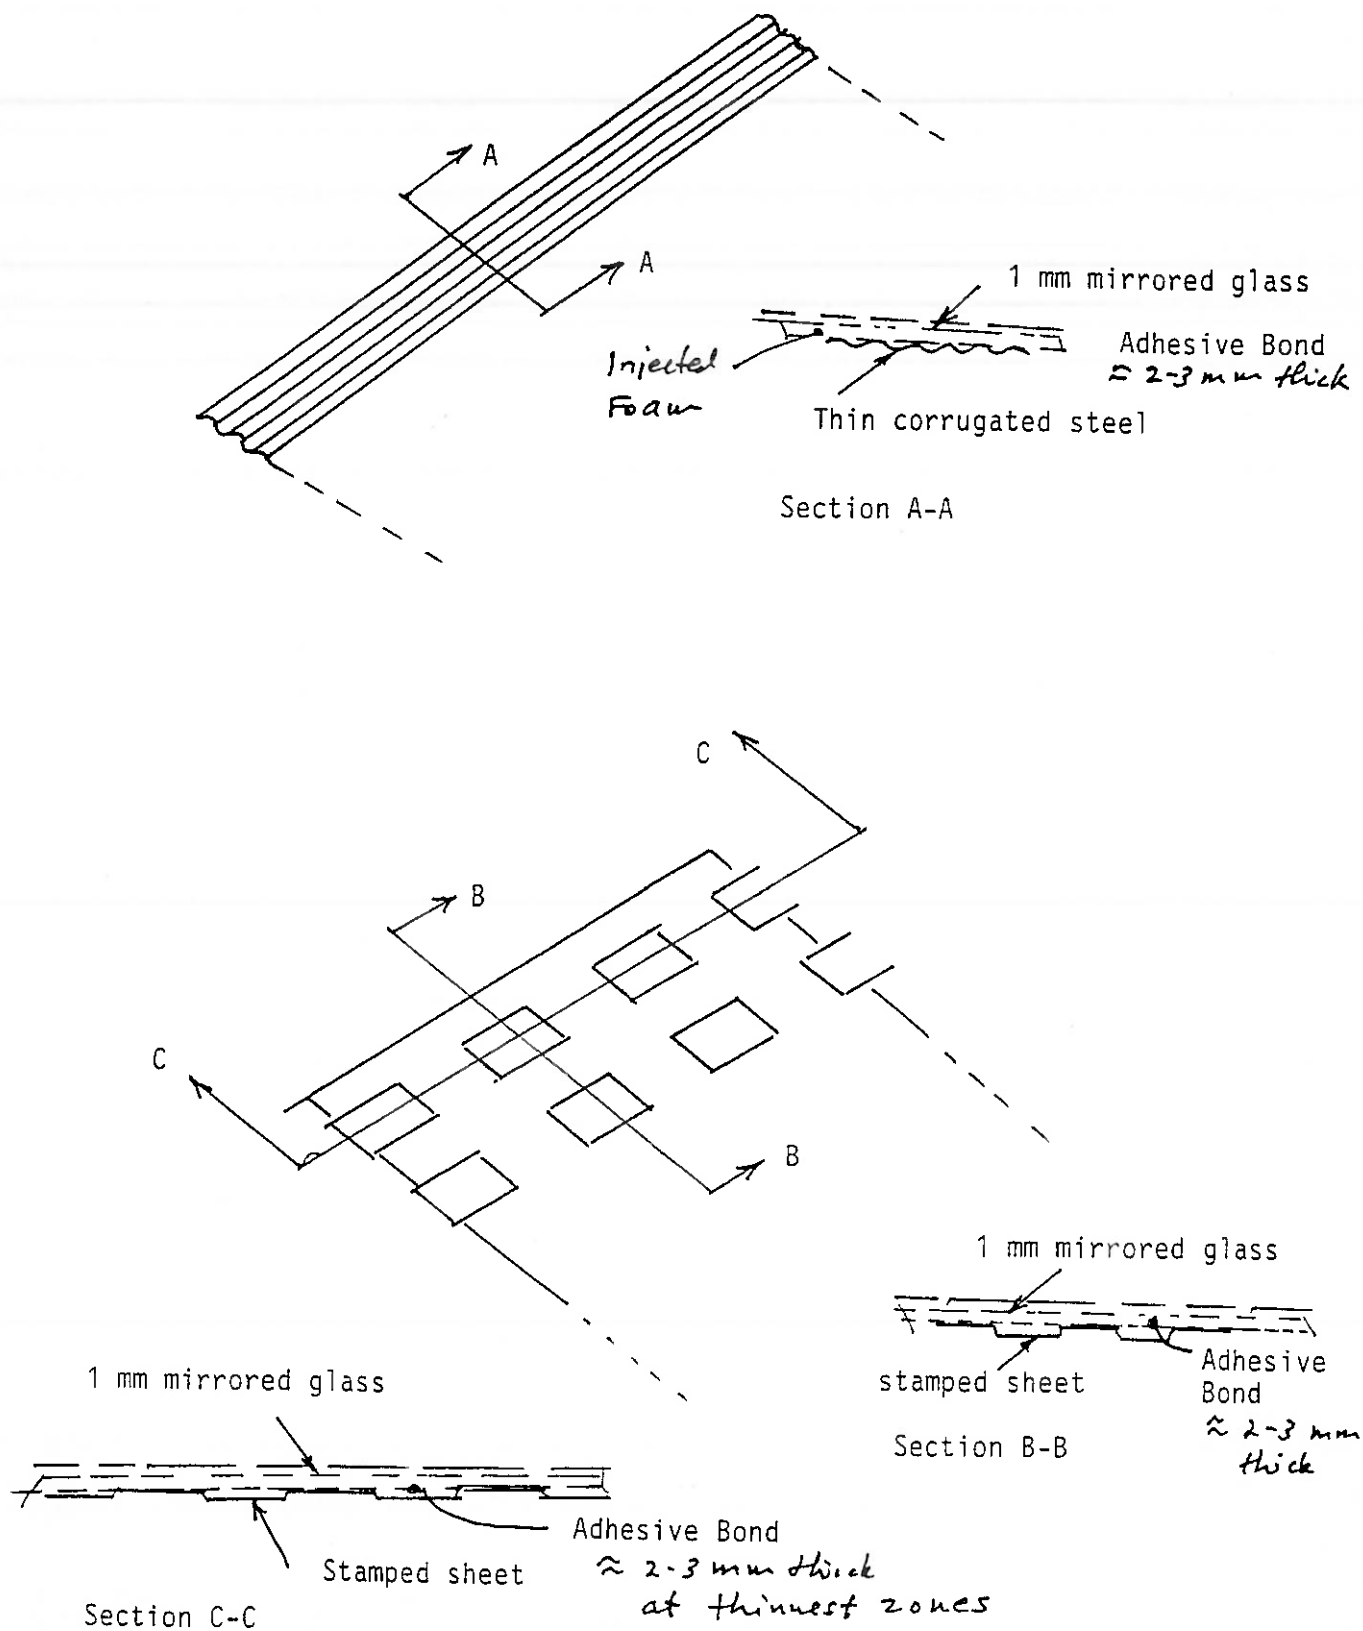 A
A
1 mm mirrored glass
Adhesive Bond
≈ 2-3 mm thick
Injected
Foam
Thin corrugated steel
Section A-A
C
B
C
B
1 mm mirrored glass
stamped sheet
Adhesive
Bond
≈ 2-3 mm
thick
Section B-B
1 mm mirrored glass
Adhesive Bond
≈ 2-3 mm thick
at thinnest zones
Stamped sheet
Section C-C